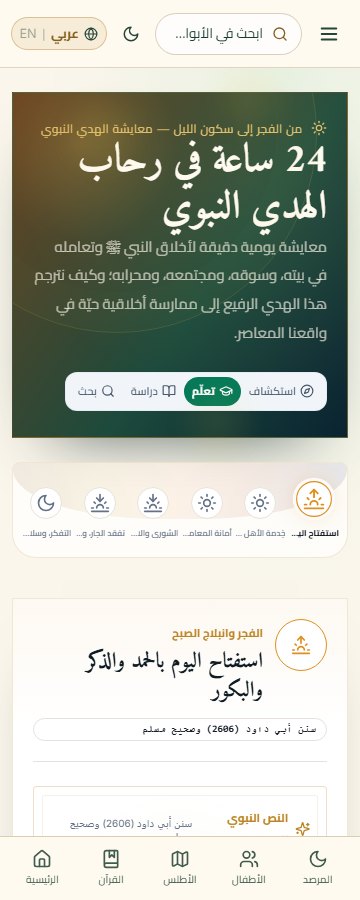 ابحث في الأبوا...
عربي | EN
من الفجر إلى سكون الليل — معايشة الهدي النبوي
24 ساعة في رحاب
الهدي النبوي
معايشة يومية دقيقة لأخلاق النبي ﷺ وتعامله
في بيته، وسوقه، ومجتمعه، ومحرابه؛ وكيف نترجم
هذا الهدي الرفيع إلى ممارسة أخلاقية حيّة في
واقعنا المعاصر.
استكشاف تعلّم دراسة بحث
استفتاح الي... خدمة الأهل ... أمانة المعامـ... الشورى والا... تفقد الجار، و... التفكر، وسلا...
الفجر وانبلاج الصبح
استفتاح اليوم بالحمد والذكر
والبكور
سنن أبي داود (2606) وصحيح مسلم
النص النبوي
سنن أبي داود (2606) وصحيح
المرصد الأطفال الأطلس القرآن الرئيسية